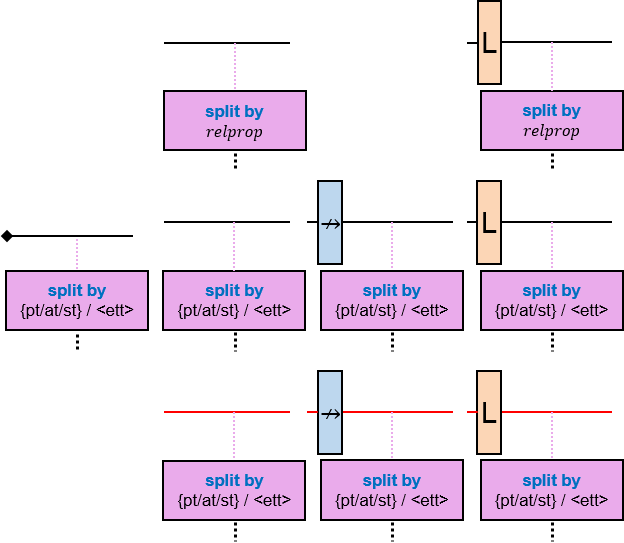 L
split by
relprop
split by
relprop
↛
L
split by
{pt/at/st} / <ett>
split by
{pt/at/st} / <ett>
split by
{pt/at/st} / <ett>
split by
{pt/at/st} / <ett>
↛
L
split by
{pt/at/st} / <ett>
split by
{pt/at/st} / <ett>
split by
{pt/at/st} / <ett>